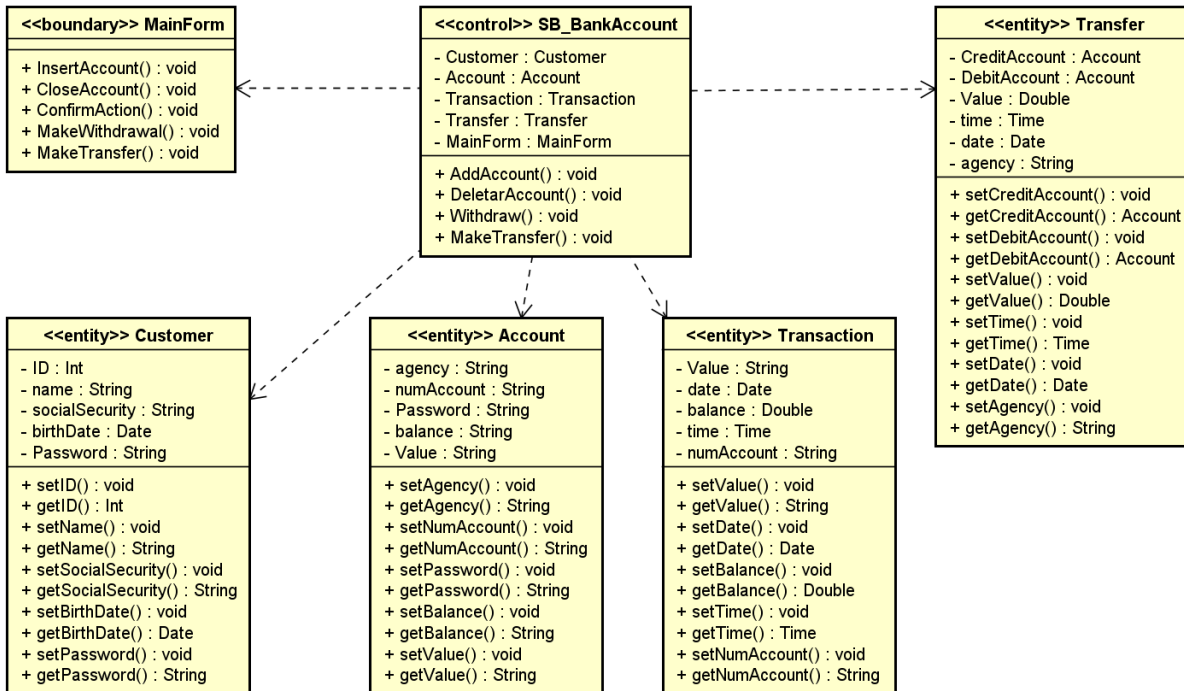 <<boundary>> MainForm
+ InsertAccount() : void
+ CloseAccount() : void
+ ConfirmAction() : void
+ MakeWithdrawal() : void
+ MakeTransfer() : void
<<control>> SB_BankAccount
- Customer : Customer
- Account : Account
- Transaction : Transaction
- Transfer : Transfer
- MainForm : MainForm
+ AddAccount() : void
+ DeletarAccount() : void
+ Withdraw() : void
+ MakeTransfer() : void
<<entity>> Transfer
- CreditAccount : Account
- DebitAccount : Account
- Value : Double
- time : Time
- date : Date
- agency : String
+ setCreditAccount() : void
+ getCreditAccount() : Account
+ setDebitAccount() : void
+ getDebitAccount() : Account
+ setValue() : void
+ getValue() : Double
+ setTime() : void
+ getTime() : Time
+ setDate() : void
+ getDate() : Date
+ setAgency() : void
+ getAgency() : String
<<entity>> Customer
- ID : Int
- name : String
- socialSecurity : String
- birthDate : Date
- Password : String
+ setID() : void
+ getID() : Int
+ setName() : void
+ getName() : String
+ setSocialSecurity() : void
+ getSocialSecurity() : String
+ setBirthDate() : void
+ getBirthDate() : Date
+ setPassword() : void
+ getPassword() : String
<<entity>> Account
- agency : String
- numAccount : String
- Password : String
- balance : String
- Value : String
+ setAgency() : void
+ getAgency() : String
+ setNumAccount() : void
+ getNumAccount() : String
+ setPassword() : void
+ getPassword() : String
+ setBalance() : void
+ getBalance() : String
+ setValue() : void
+ getValue() : String
<<entity>> Transaction
- Value : String
- date : Date
- balance : Double
- time : Time
- numAccount : String
+ setValue() : void
+ getValue() : String
+ setDate() : void
+ getDate() : Date
+ setBalance() : void
+ getBalance() : Double
+ setTime() : void
+ getTime() : Time
+ setNumAccount() : void
+ getNumAccount() : String